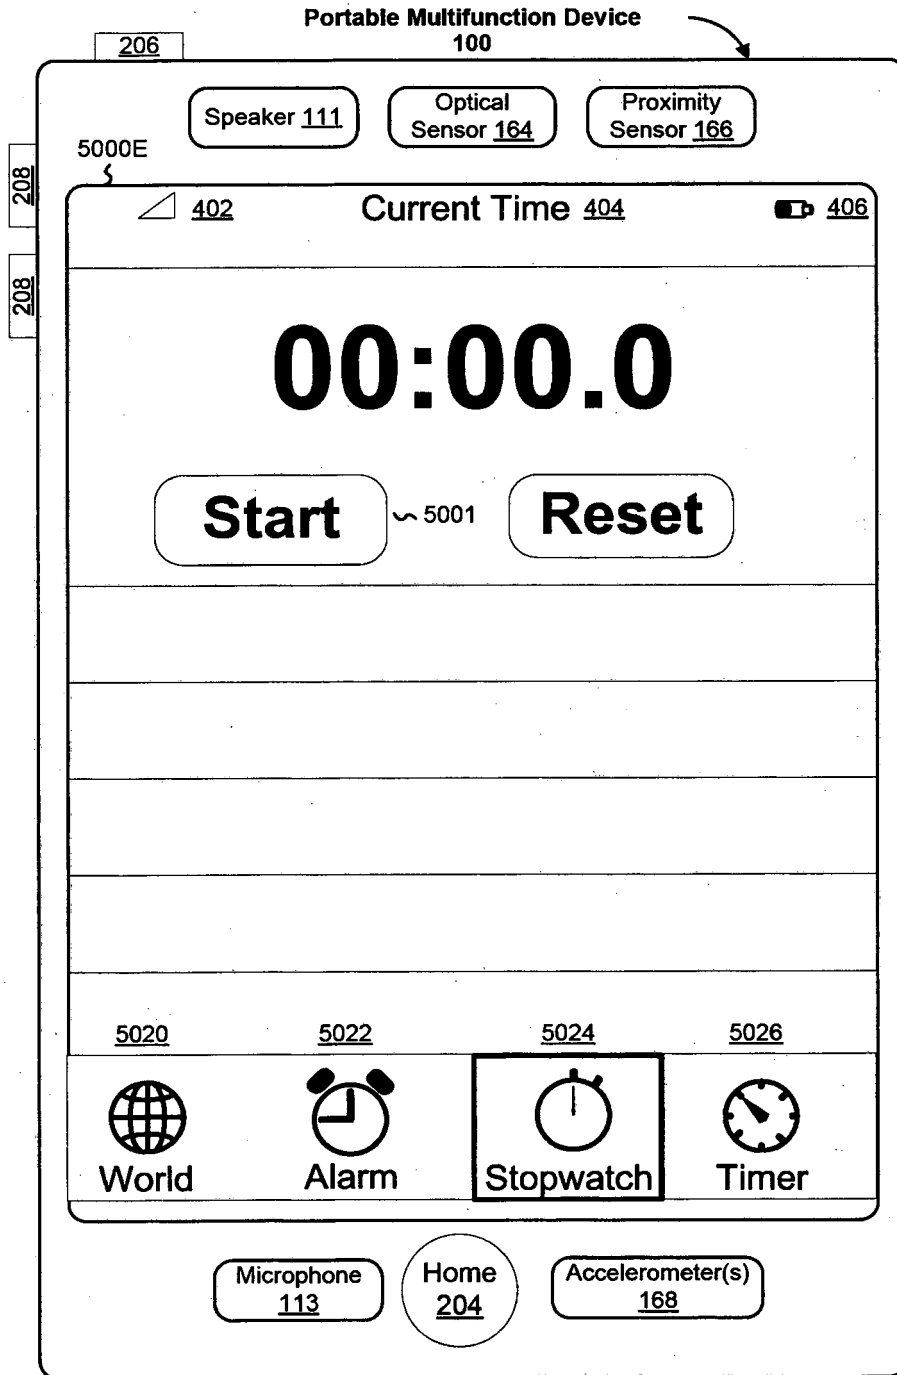 Portable Multifunction Device
100
206
Speaker 111
Optical
Sensor 164
Proximity
Sensor 166
5000E
208
208
402
Current Time 404
406
00:00.0
Start
5001
Reset
5020
5022
5024
5026
World
Alarm
Stopwatch
Timer
Microphone
113
Home
204
Accelerometer(s)
168